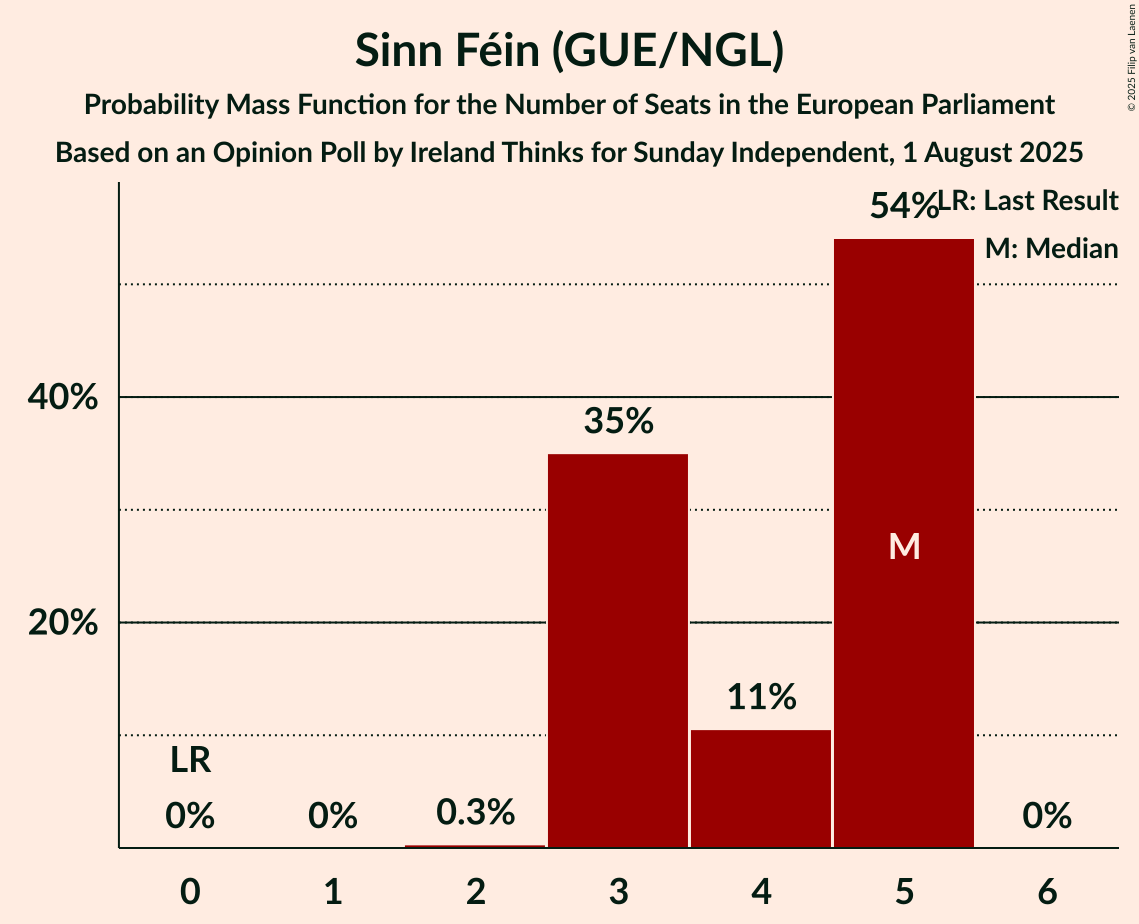 Sinn Féin (GUE/NGL)
Probability Mass Function for the Number of Seats in the European Parliament
Based on an Opinion Poll by Ireland Thinks for Sunday Independent, 1 August 2025
© 2025 Filip van Laenen
LR: Last Result
M: Median
54%
40%
35%
M
20%
11%
LR
0%
0%
0.3%
0%
0
1
2
3
4
5
6